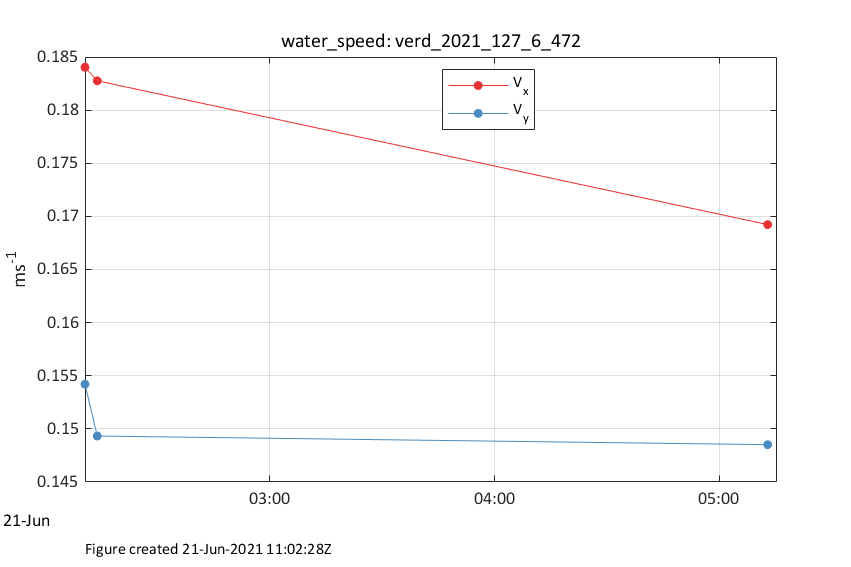 water_speed: verd_2021_127_6_472
0.185
0.18
0.175
0.17
0.165
0.16
0.155
0.15
0.145
ms-1
Vx
Vy
03:00
04:00
05:00
21-Jun
Figure created 21-Jun-2021 11:02:28Z